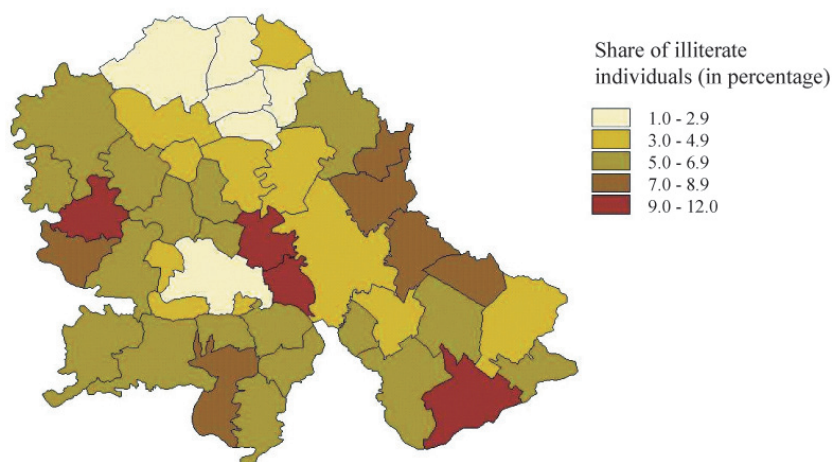 Share of illiterate
individuals (in percentage)
1.0 - 2.9
3.0 - 4.9
5.0 - 6.9
7.0 - 8.9
9.0 - 12.0